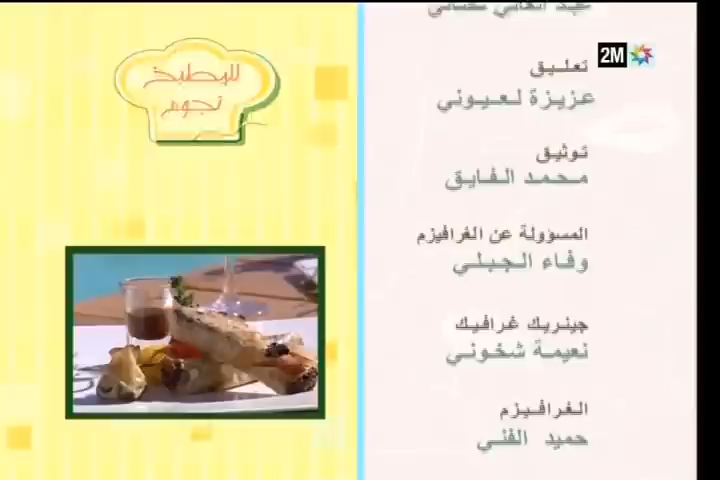 2M
للمطبخ
نجوم
تعليق
عزيزة لعيوني
توثيق
محمد الفايق
المسؤولة عن الغرافيزم
وفاء الجبلي
جينريك غرافيك
نعيمة شخوني
الغرافيزم
حميد الفني